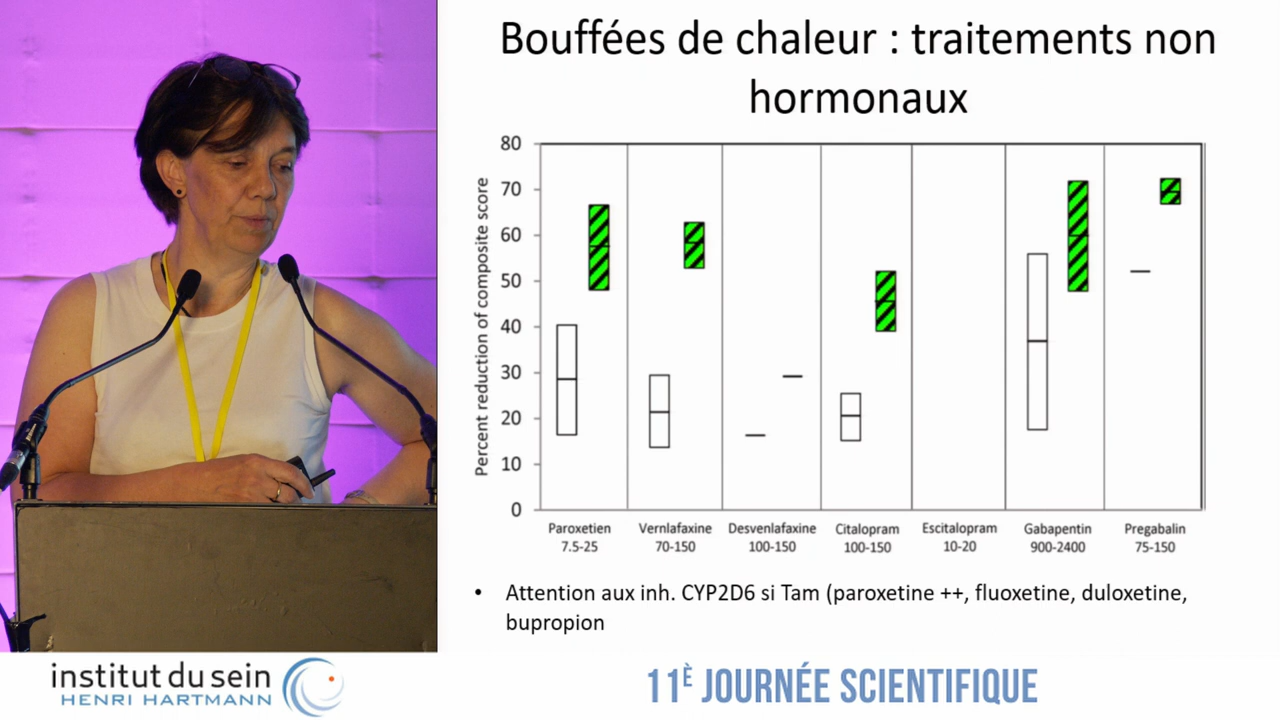 Bouffées de chaleur : traitements non
hormonaux
Percent reduction of composite score
80
70
60
50
40
30
20
10
0
Paroxetien
7.5-25
Vernlafaxine
70-150
Desvenlafaxine
100-150
Citalopram
100-150
Escitalopram
10-20
Gabapentin
900-2400
Pregabalin
75-150
• Attention aux inh. CYP2D6 si Tam (paroxetine ++, fluoxetine, duloxetine,
bupropion
institut du sein
HENRI HARTMANN
11È JOURNÉE SCIENTIFIQUE